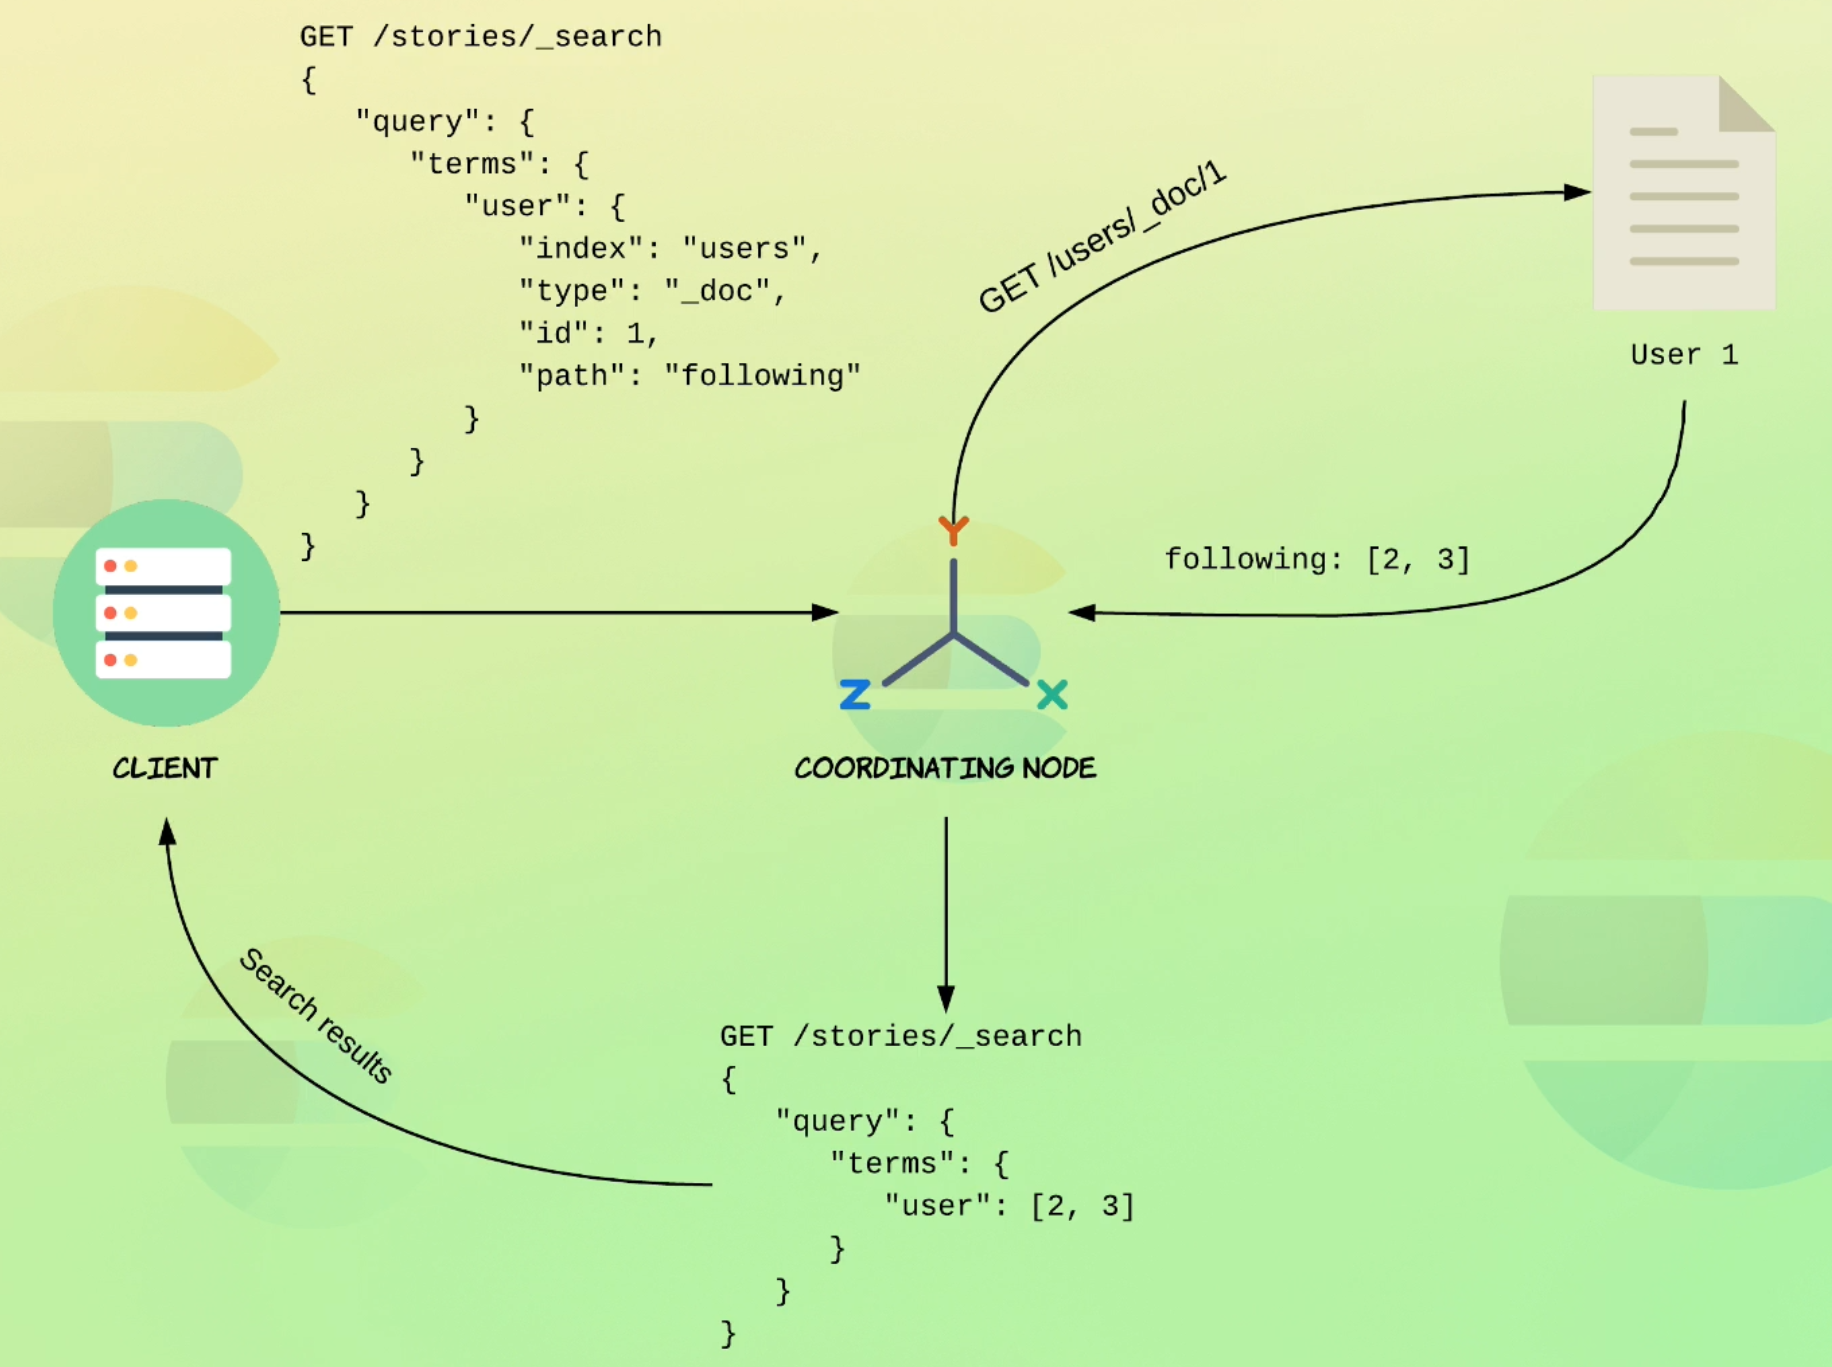 GET /stories/_search
{
   "query": {
      "terms": {
         "user": {
            "index": "users",
            "type": "_doc",
            "id": 1,
            "path": "following"
         }
      }
   }
}
GET /users/_doc/1
User 1
following: [2, 3]
Y
Z
X
CLIENT
COORDINATING NODE
Search results
GET /stories/_search
{
   "query": {
      "terms": {
         "user": [2, 3]
      }
   }
}